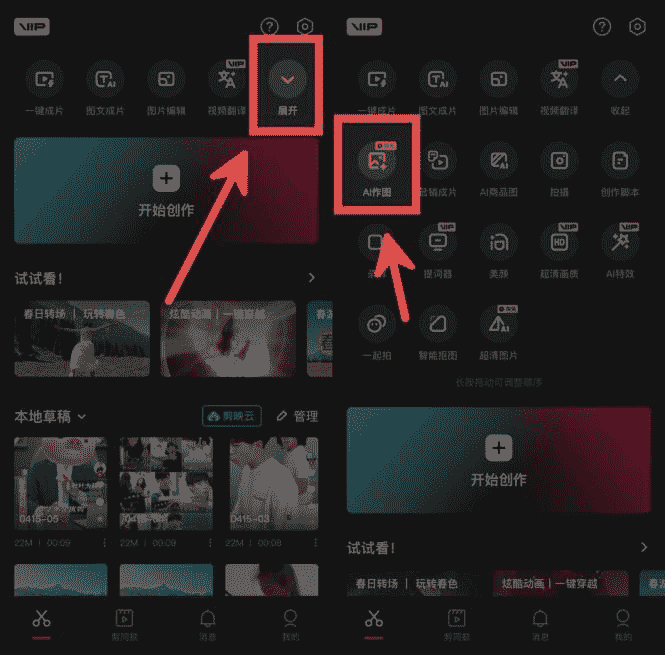 VIP
?
VIP
一键成片 图文成片 图片编辑 视频翻译 展开
开始创作
试试看!
春日转场 | 玩转春色
炫酷动画 | 一键穿越
本地草稿
剪映云
管理
0415-05
0415-03
22M | 00:09
22M | 00:09
22M | 00:08
剪同款
消息
我的
VIP
?
VIP
一键成片 图文成片 图片编辑 视频翻译 收起
AI作图 营销成片 AI商品图 拍摄 创作脚本
VIP
VIP
VIP
提词器 美颜 超清画质 AI特效
HD
一起拍 智能抠图 超清图片
长按拖动可调整顺序
开始创作
试试看!
春日转场 | 玩转春色
炫酷动画 | 一键穿越
剪同款
消息
我的